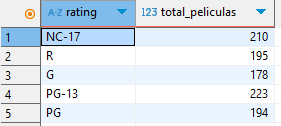 A-Z rating 123 total_peliculas
1 NC-17 210
2 R 195
3 G 178
4 PG-13 223
5 PG 194